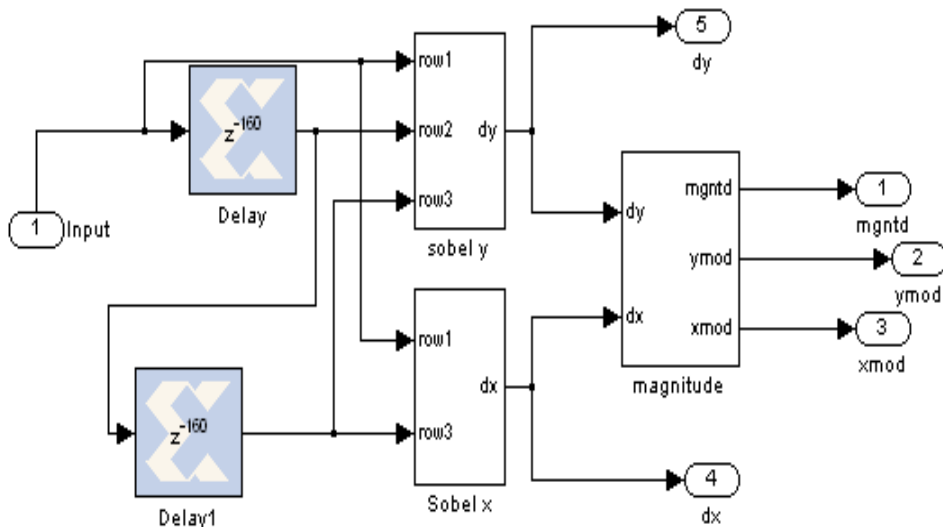 5
dy
row1
z-160
row2
dy
row3
Delay
sobel y
1
Input
mgntd
1
mgntd
dy
ymod
2
ymod
dx
xmod
3
xmod
magnitude
row1
dx
row3
z-160
Delay1
Sobel x
4
dx